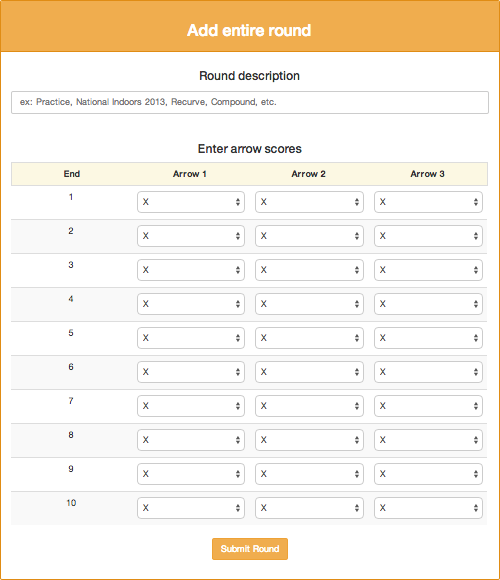 Add entire round
Round description
ex: Practice, National Indoors 2013, Recurve, Compound, etc.
Enter arrow scores
End Arrow 1 Arrow 2 Arrow 3
1 X X X
2 X X X
3 X X X
4 X X X
5 X X X
6 X X X
7 X X X
8 X X X
9 X X X
10 X X X
Submit Round